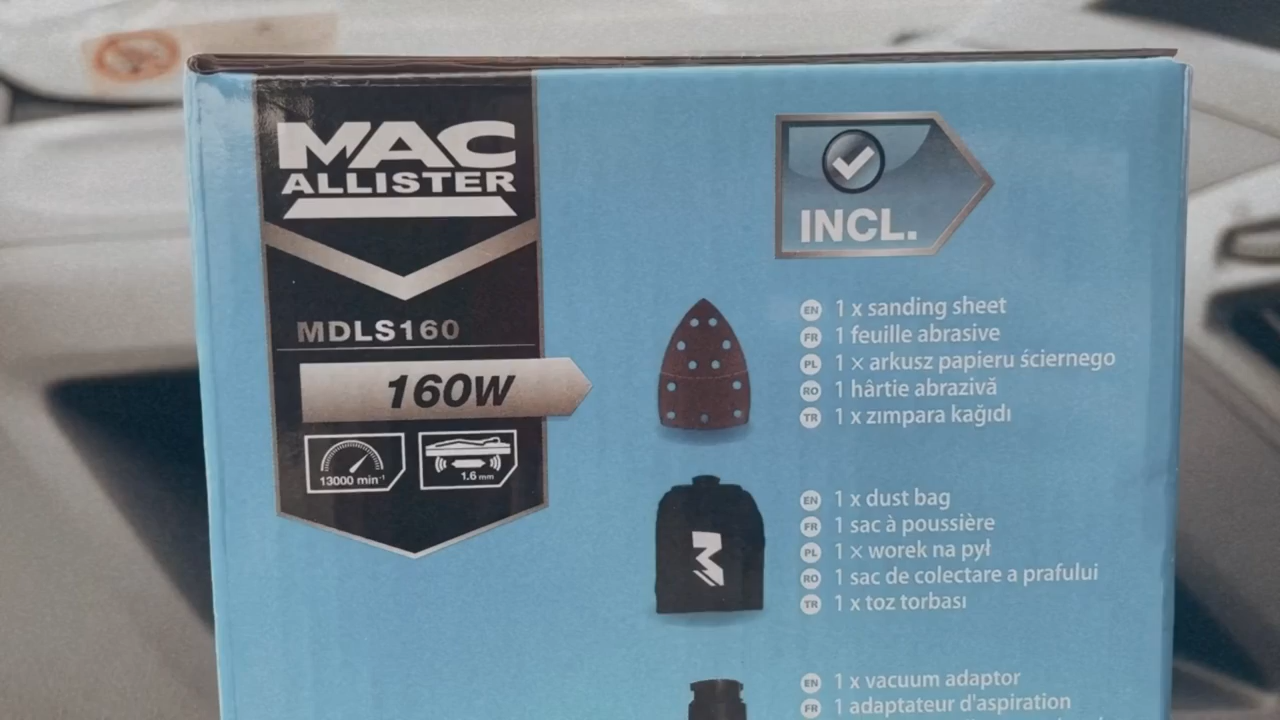 MAC
ALLISTER
MDLS160
160W
13000 min⁻¹
1.6 mm
INCL.
EN 1 x sanding sheet
FR 1 feuille abrasive
PL 1 × arkusz papieru ściernego
RO 1 hârtie abrazivă
TR 1 x zımpara kağıdı
EN 1 x dust bag
FR 1 sac à poussière
PL 1 × worek na pył
RO 1 sac de colectare a prafului
TR 1 x toz torbası
EN 1 x vacuum adaptor
FR 1 adaptateur d'aspiration